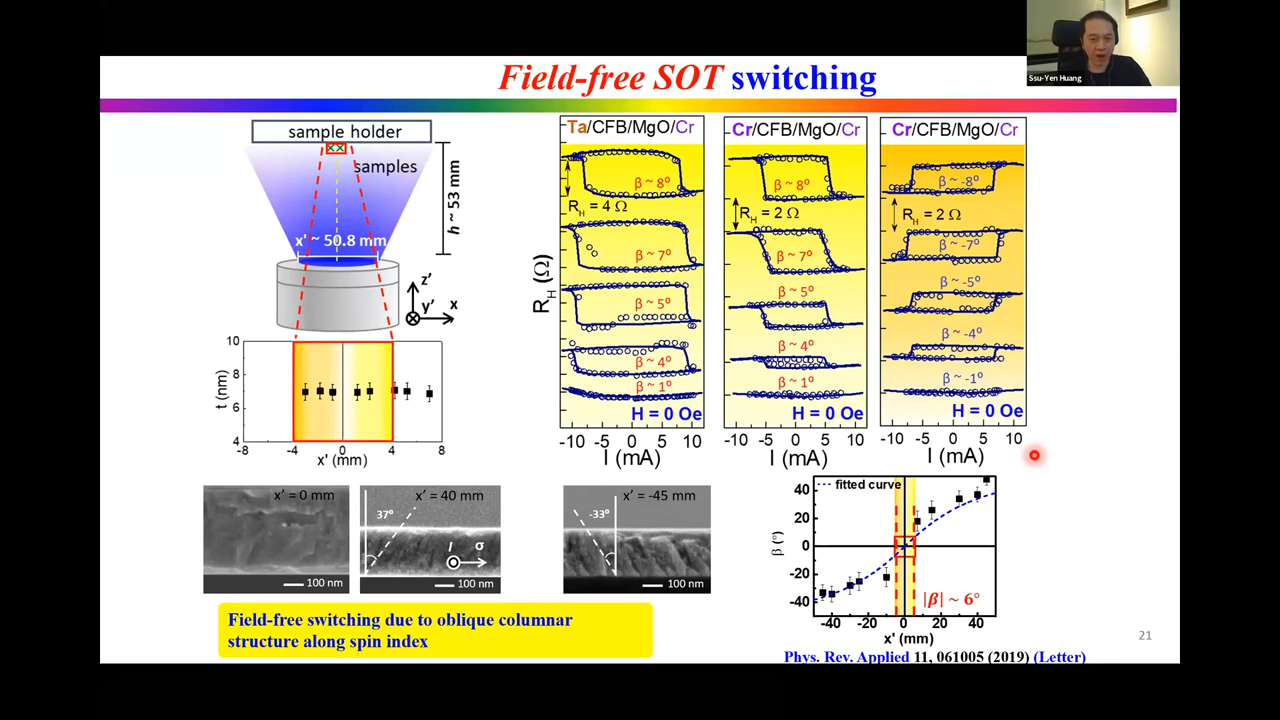 Ssu-Yen Huang
Field-free SOT switching
sample holder
samples
h ~ 53 mm
x' ~ 50.8 mm
z'
y'
x
10
8
6
4
t (nm)
-8 -4 0 4 8
x' (mm)
Ta/CFB/MgO/Cr
β ~ 8°
R_H = 4 Ω
β ~ 7°
β ~ 5°
β ~ 4°
β ~ 1°
H = 0 Oe
R_H (Ω)
-10 -5 0 5 10
I (mA)
Cr/CFB/MgO/Cr
β ~ 8°
R_H = 2 Ω
β ~ 7°
β ~ 5°
β ~ 4°
β ~ 1°
H = 0 Oe
-10 -5 0 5 10
I (mA)
Cr/CFB/MgO/Cr
β ~ -8°
R_H = 2 Ω
β ~ -7°
β ~ -5°
β ~ -4°
β ~ -1°
H = 0 Oe
-10 -5 0 5 10
I (mA)
x' = 0 mm
100 nm
x' = 40 mm
37°
I σ
100 nm
x' = -45 mm
-33°
100 nm
fitted curve
40
20
0
-20
-40
β (°)
|β| ~ 6°
-40 -20 0 20 40
x' (mm)
Field-free switching due to oblique columnar
structure along spin index
21
Phys. Rev. Applied 11, 061005 (2019) (Letter)